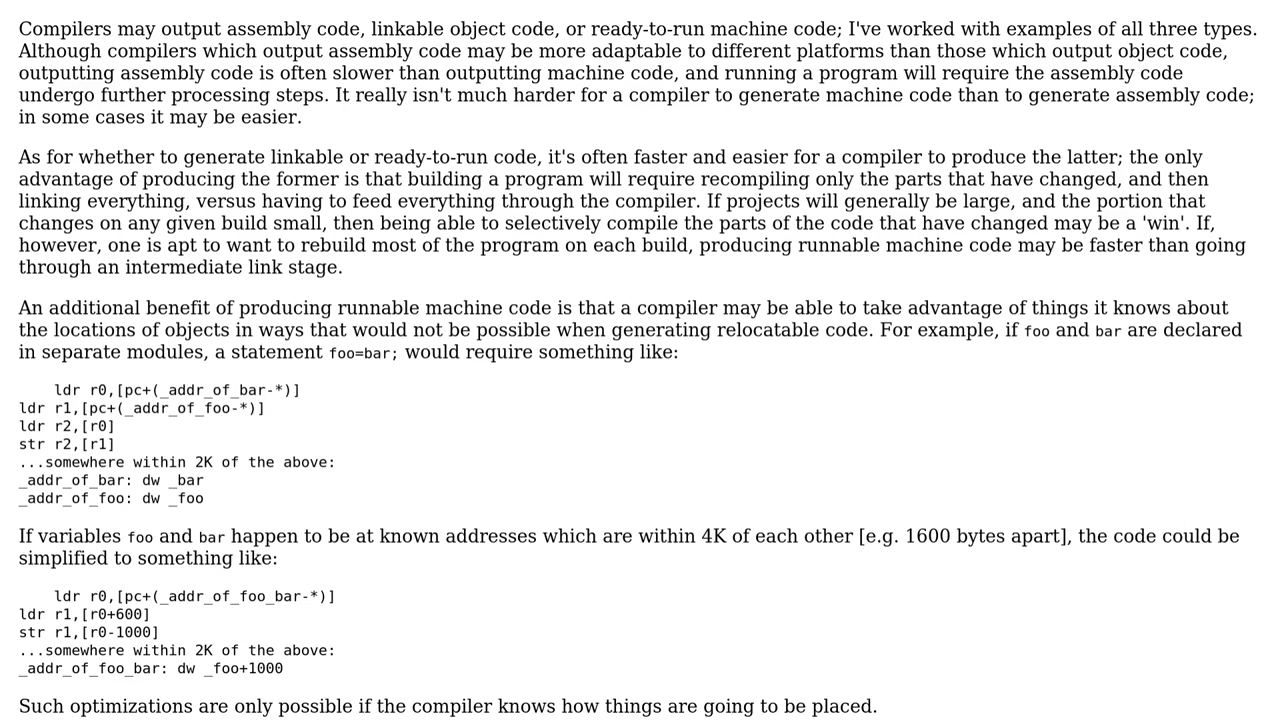 Compilers may output assembly code, linkable object code, or ready-to-run machine code; I've worked with examples of all three types.
Although compilers which output assembly code may be more adaptable to different platforms than those which output object code,
outputting assembly code is often slower than outputting machine code, and running a program will require the assembly code
undergo further processing steps. It really isn't much harder for a compiler to generate machine code than to generate assembly code;
in some cases it may be easier.
As for whether to generate linkable or ready-to-run code, it's often faster and easier for a compiler to produce the latter; the only
advantage of producing the former is that building a program will require recompiling only the parts that have changed, and then
linking everything, versus having to feed everything through the compiler. If projects will generally be large, and the portion that
changes on any given build small, then being able to selectively compile the parts of the code that have changed may be a 'win'. If,
however, one is apt to want to rebuild most of the program on each build, producing runnable machine code may be faster than going
through an intermediate link stage.
An additional benefit of producing runnable machine code is that a compiler may be able to take advantage of things it knows about
the locations of objects in ways that would not be possible when generating relocatable code. For example, if foo and bar are declared
in separate modules, a statement foo=bar; would require something like:
    ldr r0,[pc+(_addr_of_bar-*)]
ldr r1,[pc+(_addr_of_foo-*)]
ldr r2,[r0]
str r2,[r1]
...somewhere within 2K of the above:
_addr_of_bar: dw _bar
_addr_of_foo: dw _foo
If variables foo and bar happen to be at known addresses which are within 4K of each other [e.g. 1600 bytes apart], the code could be
simplified to something like:
    ldr r0,[pc+(_addr_of_foo_bar-*)]
ldr r1,[r0+600]
str r1,[r0-1000]
...somewhere within 2K of the above:
_addr_of_foo_bar: dw _foo+1000
Such optimizations are only possible if the compiler knows how things are going to be placed.